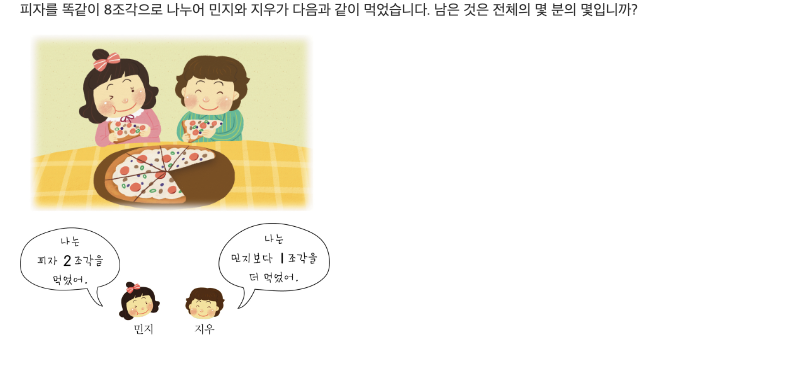 피자를 똑같이 8조각으로 나누어 민지와 지우가 다음과 같이 먹었습니다. 남은 것은 전체의 몇 분의 몇입니까?
나는
피자 2조각을
먹었어.
나는
민지보다 1조각을
더 먹었어.
민지
지우